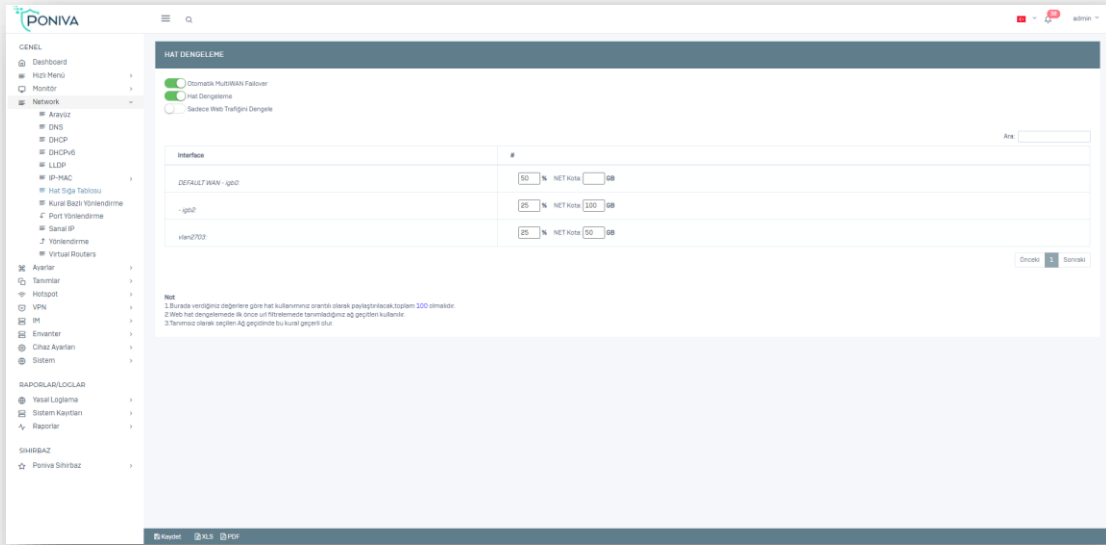 PONIVA
38
admin
GENEL
Dashboard
Hızlı Menü
Monitör
Network
Arayüz
DNS
DHCP
DHCPv6
LLDP
IP-MAC
Hat Sığa Tablosu
Kural Bazlı Yönlendirme
Port Yönlendirme
Sanal IP
Yönlendirme
Virtual Routers
Ayarlar
Tanımlar
Hotspot
VPN
IM
Envanter
Cihaz Ayarları
Sistem
RAPORLAR/LOGLAR
Yasal Loglama
Sistem Kayıtları
Raporlar
SIHIRBAZ
Poniva Sihirbaz
HAT DENGELEME
Otomatik MultiWAN Failover
Hat Dengeleme
Sadece Web Trafiğini Dengele
Ara:
Interface #
DEFAULT WAN - igb0: 50 % NET Kota: GB
- igb2: 25 % NET Kota: 100 GB
vlan2703: 25 % NET Kota: 50 GB
Önceki 1 Sonraki
Not
1.Burada verdiğiniz değerlere göre hat kullanımınız orantılı olarak paylaştırılacak,toplam 100 olmalıdır.
2.Web hat dengelemede ilk önce url filtrelemede tanımladığınız ağ geçitleri kullanılır.
3.Tanımsız olarak seçilen Ağ geçidinde bu kural geçerli olur.
Kaydet XLS PDF